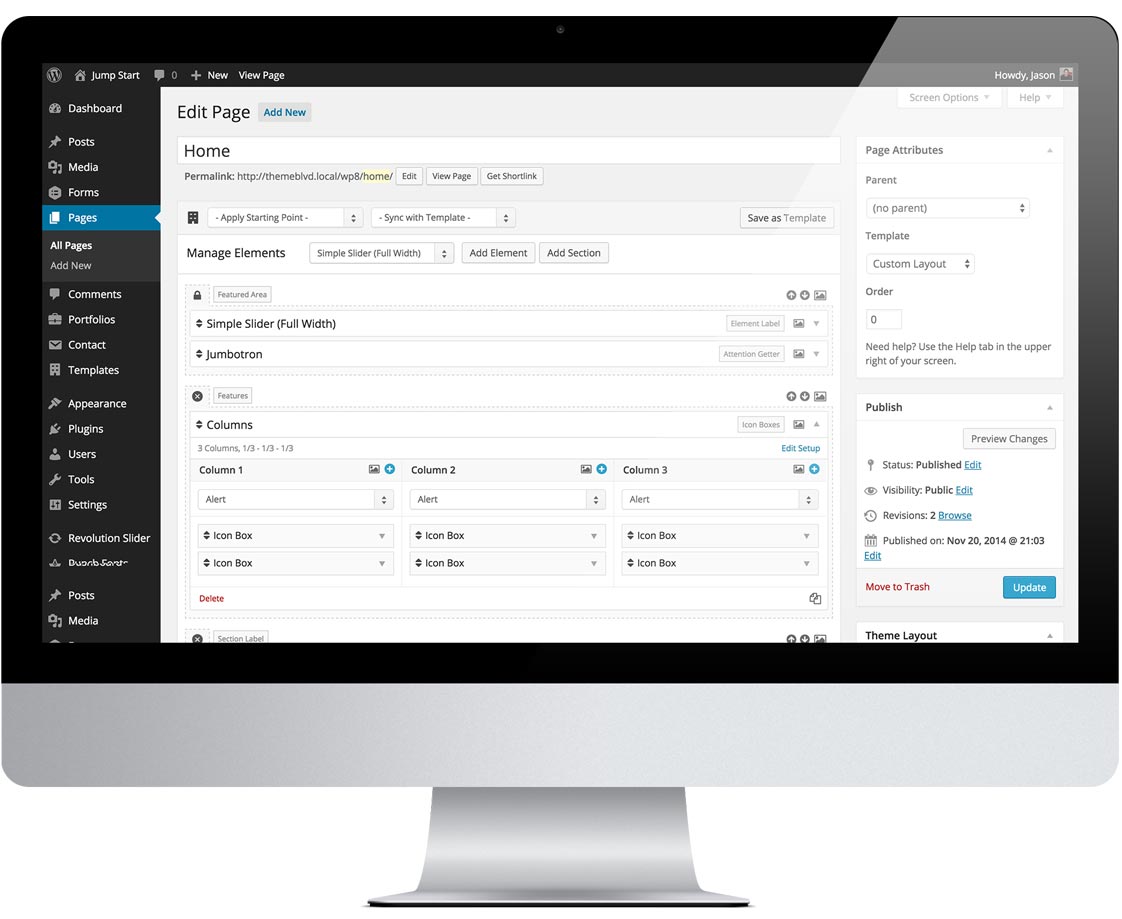 Jump Start 0 New View Page Howdy, Jason
Dashboard
Posts
Media
Forms
Pages
All Pages
Add New
Comments
Portfolios
Contact
Templates
Appearance
Plugins
Users
Tools
Settings
Revolution Slider
Posts
Media
Screen Options Help
Edit Page Add New
Home
Permalink: http://themeblvd.local/wp8/home/ Edit View Page Get Shortlink
- Apply Starting Point - - Sync with Template - Save as Template
Manage Elements Simple Slider (Full Width) Add Element Add Section
Featured Area
Simple Slider (Full Width) Element Label
Jumbotron Attention Getter
Features
Columns Icon Boxes
3 Columns, 1/3 - 1/3 - 1/3 Edit Setup
Column 1 Column 2 Column 3
Alert Alert Alert
Icon Box Icon Box Icon Box
Icon Box Icon Box Icon Box
Delete
Section Label
Page Attributes
Parent
(no parent)
Template
Custom Layout
Order
0
Need help? Use the Help tab in the upper
right of your screen.
Publish
Preview Changes
Status: Published Edit
Visibility: Public Edit
Revisions: 2 Browse
Published on: Nov 20, 2014 @ 21:03
Edit
Move to Trash Update
Theme Layout